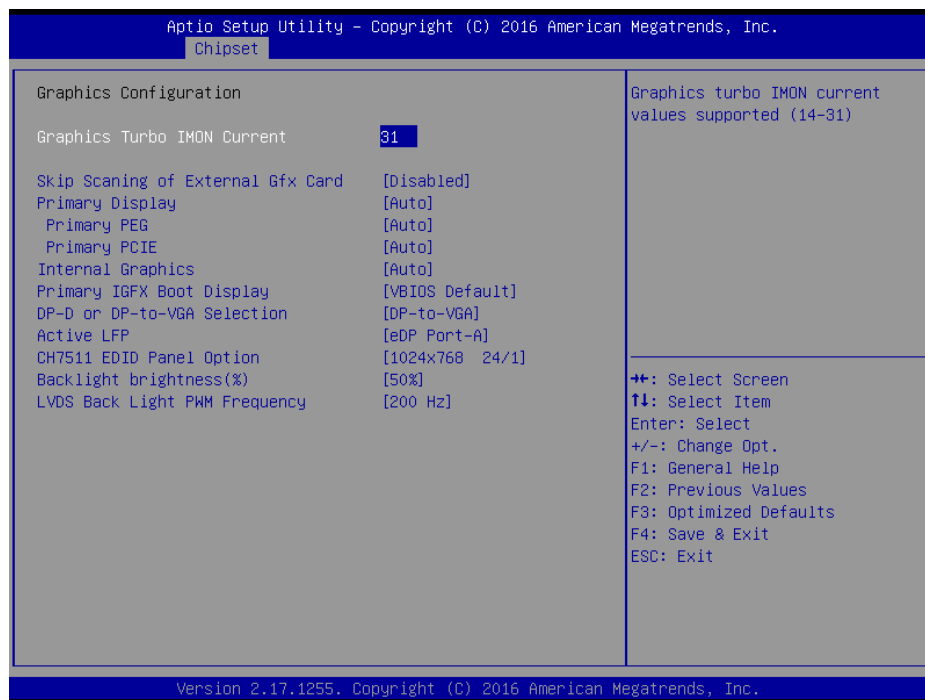 Aptio Setup Utility – Copyright (C) 2016 American Megatrends, Inc.
Chipset
Graphics Configuration
Graphics Turbo IMON Current 31
Skip Scaning of External Gfx Card [Disabled]
Primary Display [Auto]
Primary PEG [Auto]
Primary PCIE [Auto]
Internal Graphics [Auto]
Primary IGFX Boot Display [VBIOS Default]
DP-D or DP-to-VGA Selection [DP-to-VGA]
Active LFP [eDP Port-A]
CH7511 EDID Panel Option [1024x768 24/1]
Backlight brightness(%) [50%]
LVDS Back Light PWM Frequency [200 Hz]
Graphics turbo IMON current
values supported (14-31)
→←: Select Screen
↑↓: Select Item
Enter: Select
+/-: Change Opt.
F1: General Help
F2: Previous Values
F3: Optimized Defaults
F4: Save & Exit
ESC: Exit
Version 2.17.1255. Copyright (C) 2016 American Megatrends, Inc.